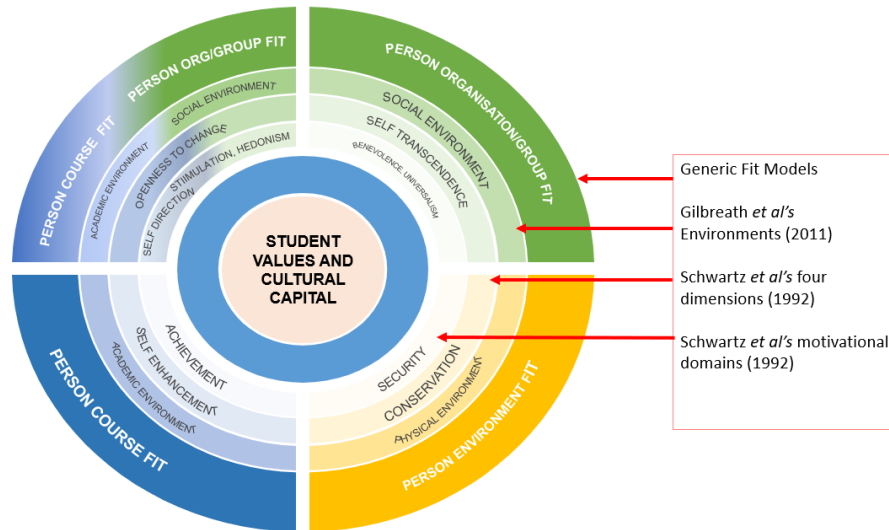 PERSON COURSE FIT
PERSON ORG/GROUP FIT
ACADEMIC ENVIRONMENT
SOCIAL ENVIRONMENT
OPENNESS TO CHANGE
SELF DIRECTION
STIIMULATION, HEDONISM
PERSON ORGANISATION/GROUP FIT
SOCIAL ENVIRONMENT
SELF TRANSCENDENCE
BENEVOLENCE, UNIVERSALISM
STUDENT
VALUES AND
CULTURAL
CAPITAL
PERSON COURSE FIT
ACADEMIC ENVIRONMENT
SELF ENHANCEMENT
ACHIEVEMENT
SECURITY
CONSERVATION
PHYSICAL ENVIRONMENT
PERSON ENVIRONMENT FIT
Generic Fit Models
Gilbreath et al's
Environments (2011)
Schwartz et al's four
dimensions (1992)
Schwartz et al's motivational
domains (1992)